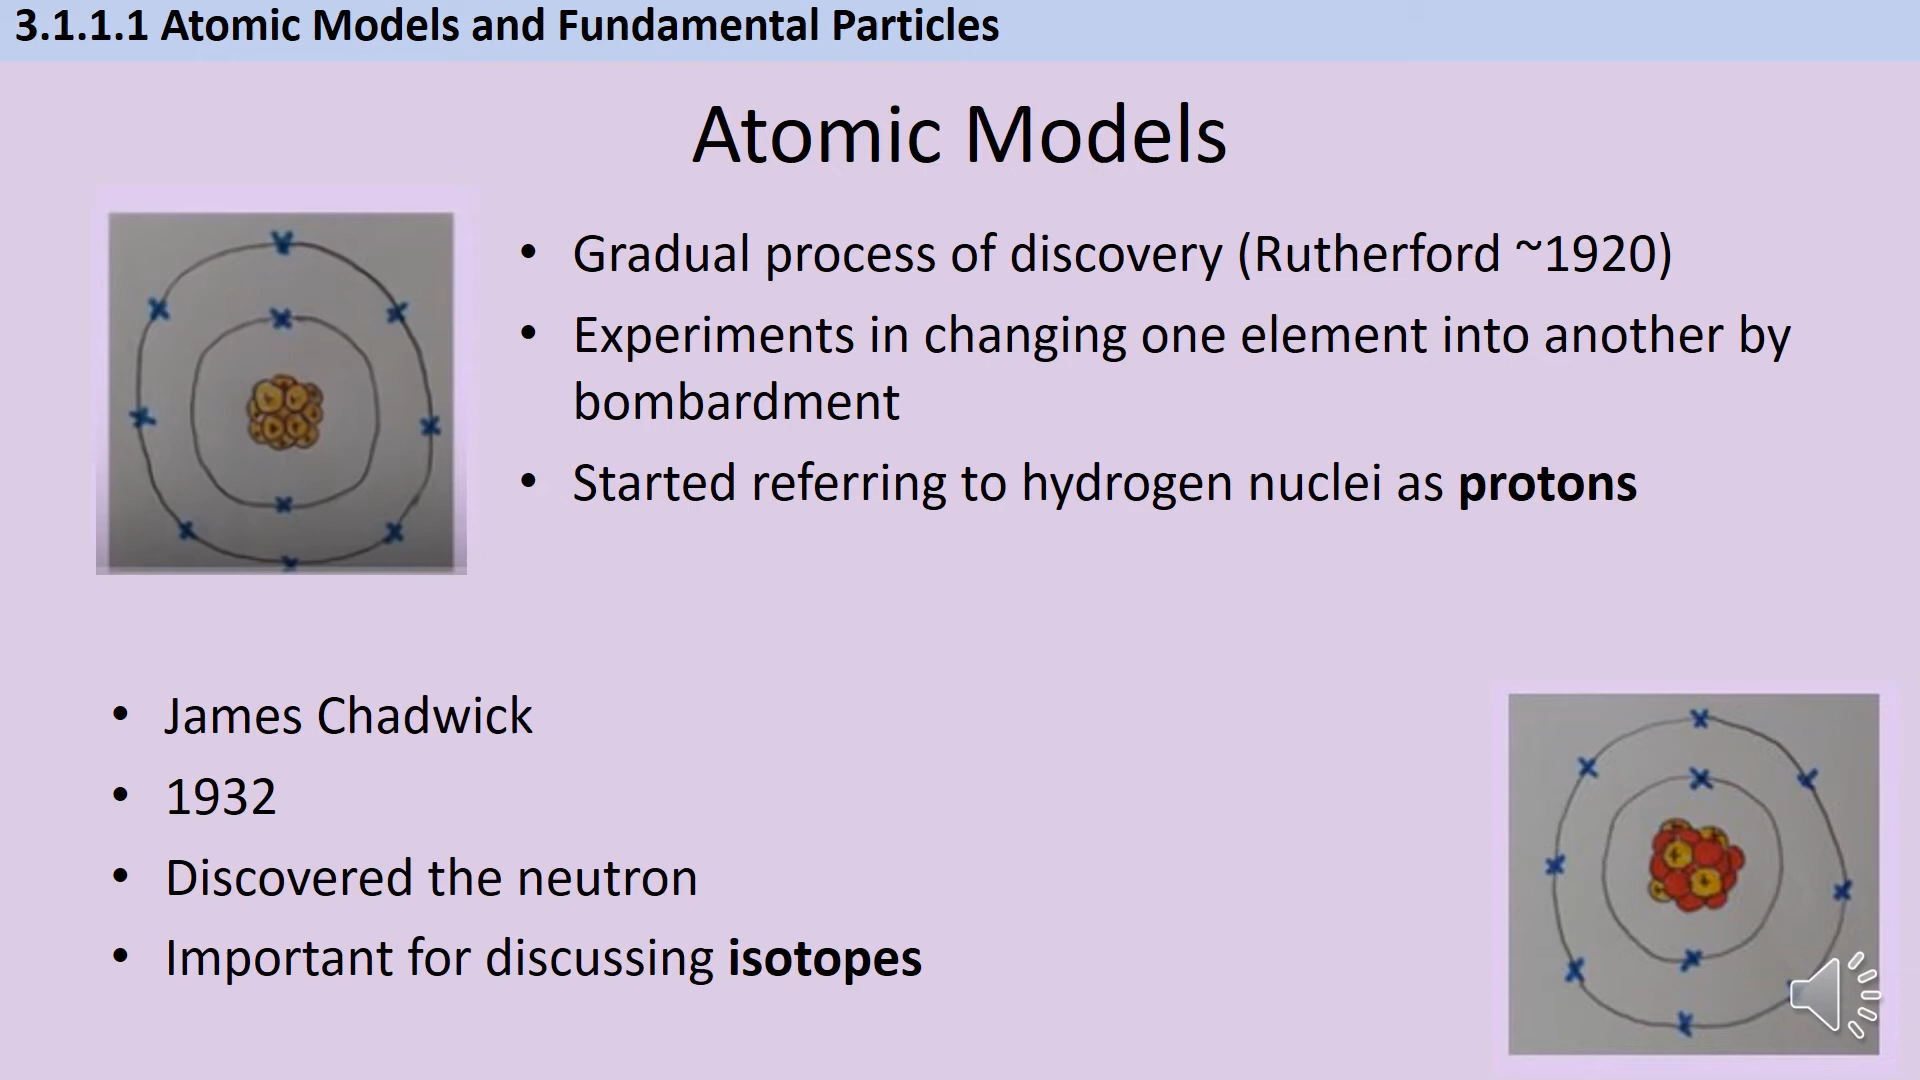 3.1.1.1 Atomic Models and Fundamental Particles
Atomic Models
• Gradual process of discovery (Rutherford ~1920)
• Experiments in changing one element into another by
bombardment
• Started referring to hydrogen nuclei as protons
• James Chadwick
• 1932
• Discovered the neutron
• Important for discussing isotopes